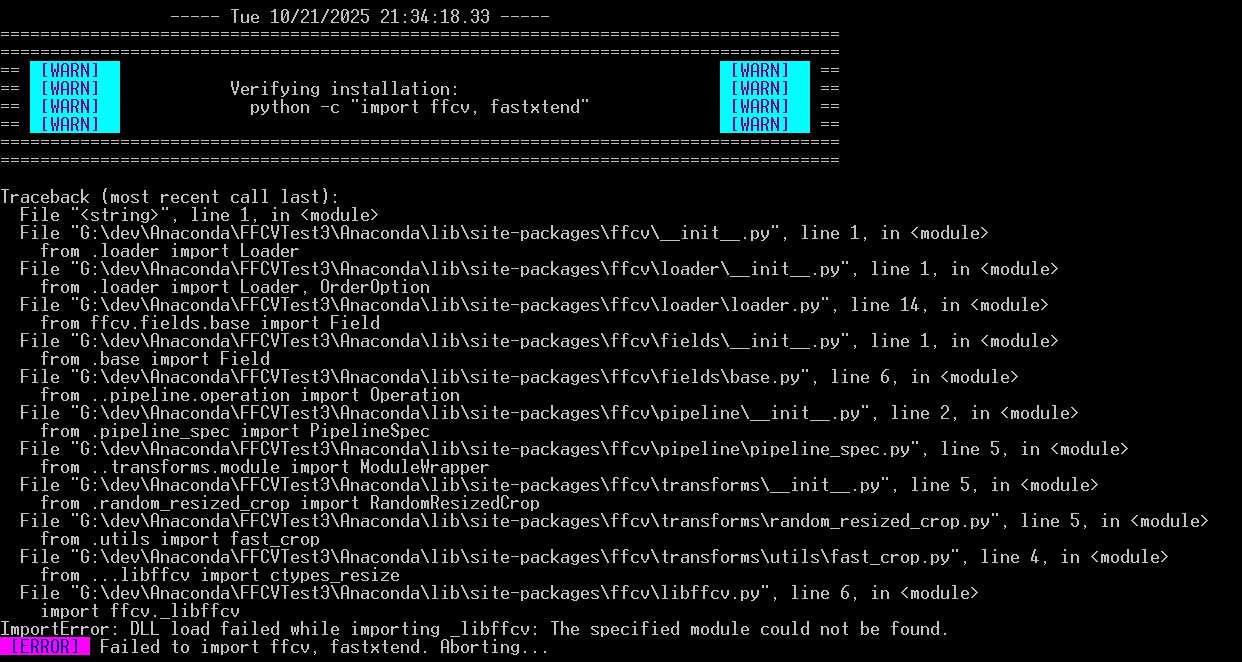 ----- Tue 10/21/2025 21:34:18.33 -----
====================================================================================
====================================================================================
== [WARN] [WARN] ==
== [WARN] Verifying installation: [WARN] ==
== [WARN] python -c "import ffcv, fastxtend" [WARN] ==
== [WARN] [WARN] ==
====================================================================================
====================================================================================
Traceback (most recent call last):
  File "<string>", line 1, in <module>
  File "G:\dev\Anaconda\FFCVTest3\Anaconda\lib\site-packages\ffcv\__init__.py", line 1, in <module>
    from .loader import Loader
  File "G:\dev\Anaconda\FFCVTest3\Anaconda\lib\site-packages\ffcv\loader\__init__.py", line 1, in <module>
    from .loader import Loader, OrderOption
  File "G:\dev\Anaconda\FFCVTest3\Anaconda\lib\site-packages\ffcv\loader\loader.py", line 14, in <module>
    from ffcv.fields.base import Field
  File "G:\dev\Anaconda\FFCVTest3\Anaconda\lib\site-packages\ffcv\fields\__init__.py", line 1, in <module>
    from .base import Field
  File "G:\dev\Anaconda\FFCVTest3\Anaconda\lib\site-packages\ffcv\fields\base.py", line 6, in <module>
    from ..pipeline.operation import Operation
  File "G:\dev\Anaconda\FFCVTest3\Anaconda\lib\site-packages\ffcv\pipeline\__init__.py", line 2, in <module>
    from .pipeline_spec import PipelineSpec
  File "G:\dev\Anaconda\FFCVTest3\Anaconda\lib\site-packages\ffcv\pipeline\pipeline_spec.py", line 5, in <module>
    from ..transforms.module import ModuleWrapper
  File "G:\dev\Anaconda\FFCVTest3\Anaconda\lib\site-packages\ffcv\transforms\__init__.py", line 5, in <module>
    from .random_resized_crop import RandomResizedCrop
  File "G:\dev\Anaconda\FFCVTest3\Anaconda\lib\site-packages\ffcv\transforms\random_resized_crop.py", line 5, in <module>
    from .utils import fast_crop
  File "G:\dev\Anaconda\FFCVTest3\Anaconda\lib\site-packages\ffcv\transforms\utils\fast_crop.py", line 4, in <module>
    from ...libffcv import ctypes_resize
  File "G:\dev\Anaconda\FFCVTest3\Anaconda\lib\site-packages\ffcv\libffcv.py", line 6, in <module>
    import ffcv._libffcv
ImportError: DLL load failed while importing _libffcv: The specified module could not be found.
[ERROR] Failed to import ffcv, fastxtend. Aborting...